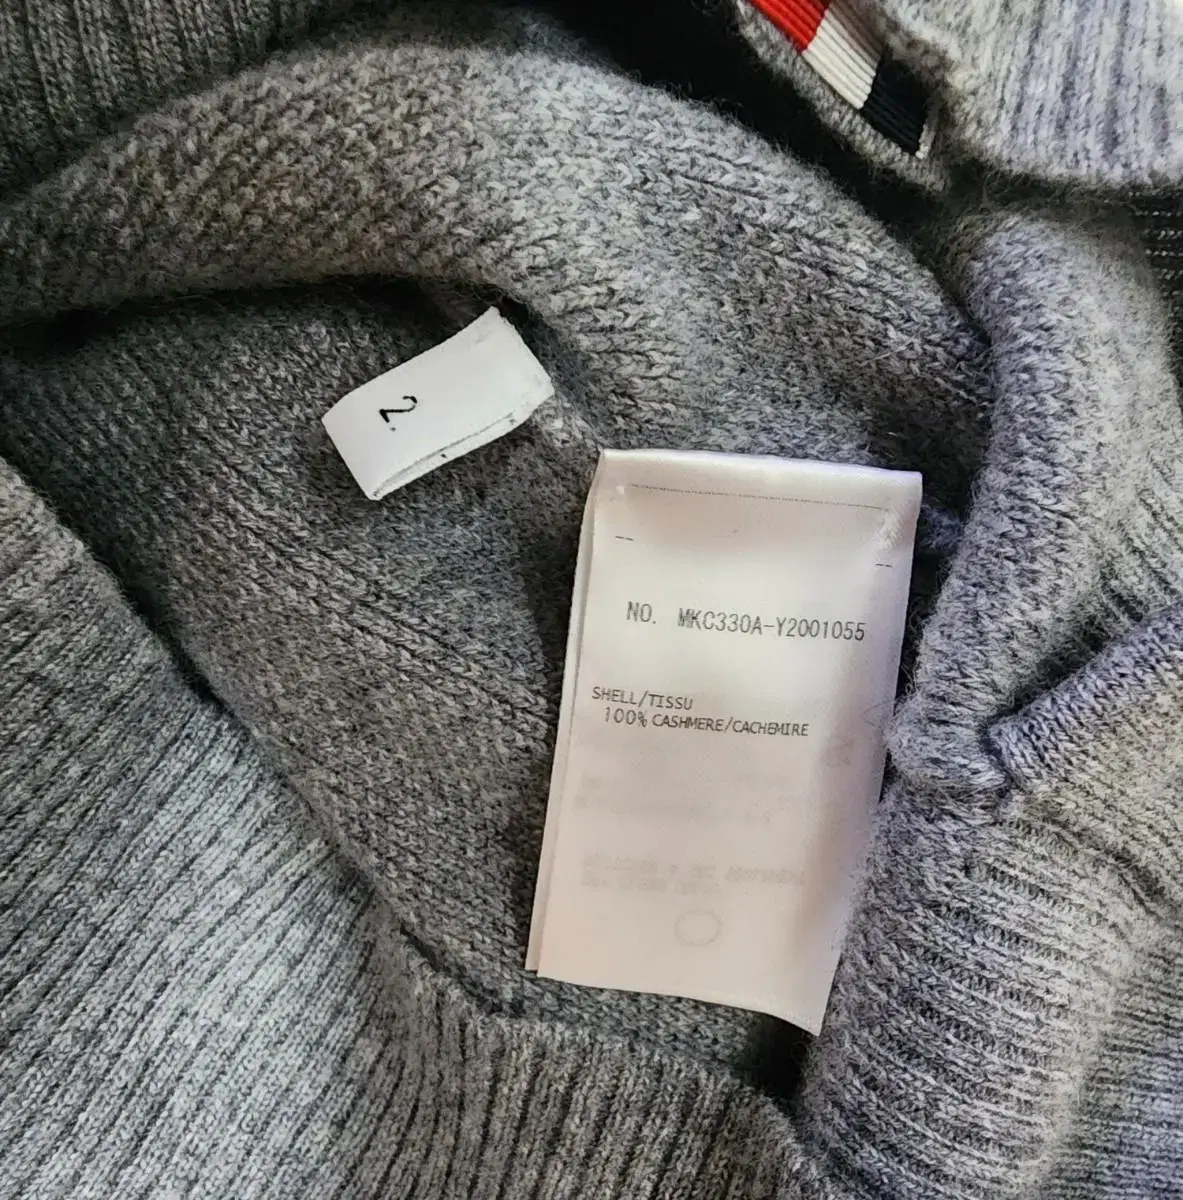 2
NO. MKC330A-Y2001055
SHELL/TISSU
100% CASHMERE/CACHEMIRE